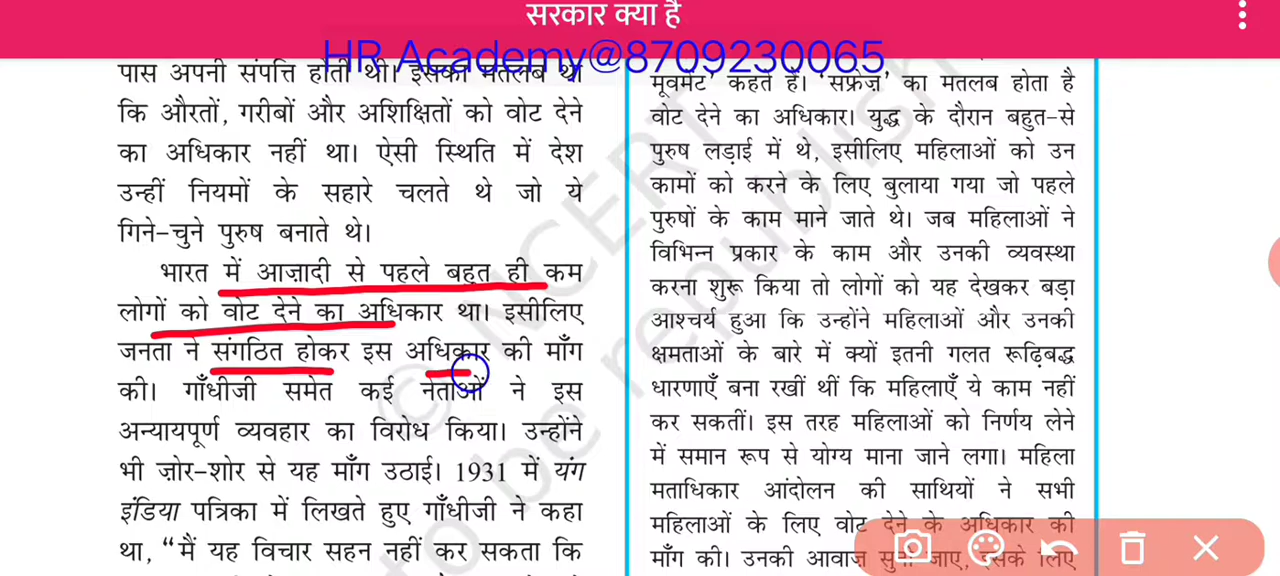 सरकार क्या है
HR Academy@8709230065
पास अपनी संपत्ति होती थी। इसका मतलब था
कि औरतों, गरीबों और अशिक्षितों को वोट देने
का अधिकार नहीं था। ऐसी स्थिति में देश
उन्हीं नियमों के सहारे चलते थे जो ये
गिने-चुने पुरुष बनाते थे।
भारत में आज़ादी से पहले बहुत ही कम
लोगों को वोट देने का अधिकार था। इसीलिए
जनता ने संगठित होकर इस अधिकार की माँग
की। गाँधीजी समेत कई नेताओं ने इस
अन्यायपूर्ण व्यवहार का विरोध किया। उन्होंने
भी ज़ोर-शोर से यह माँग उठाई। 1931 में यंग
इंडिया पत्रिका में लिखते हुए गाँधीजी ने कहा
था, “मैं यह विचार सहन नहीं कर सकता कि
मूवमेंट’ कहते हैं। ‘सफ्रेज़’ का मतलब होता है
वोट देने का अधिकार। युद्ध के दौरान बहुत-से
पुरुष लड़ाई में थे, इसीलिए महिलाओं को उन
कामों को करने के लिए बुलाया गया जो पहले
पुरुषों के काम माने जाते थे। जब महिलाओं ने
विभिन्न प्रकार के काम और उनकी व्यवस्था
करना शुरू किया तो लोगों को यह देखकर बड़ा
आश्चर्य हुआ कि उन्होंने महिलाओं और उनकी
क्षमताओं के बारे में क्यों इतनी गलत रूढ़िबद्ध
धारणाएँ बना रखीं थीं कि महिलाएँ ये काम नहीं
कर सकतीं। इस तरह महिलाओं को निर्णय लेने
में समान रूप से योग्य माना जाने लगा। महिला
मताधिकार आंदोलन की साथियों ने सभी
महिलाओं के लिए वोट देने के अधिकार की
माँग की। उनकी आवाज़ सुनी जाए, इसके लिए
© NCERT
to be republish